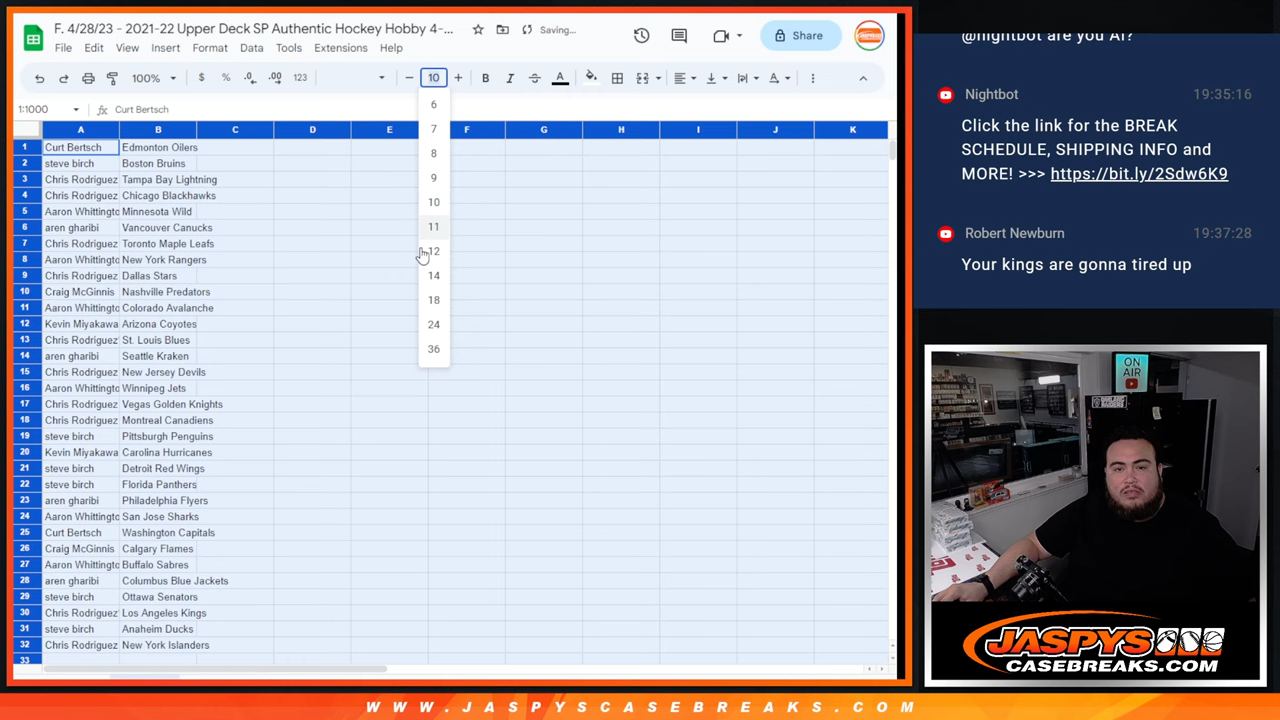 F. 4/28/23 - 2021-22 Upper Deck SP Authentic Hockey Hobby 4-...
Saving...
Share
File Edit View Insert Format Data Tools Extensions Help
100% $ % .0 .00 123 10 B I A
1:1000 fx Curt Bertsch
A B C D E F G H I J K
1 Curt Bertsch Edmonton Oilers
2 steve birch Boston Bruins
3 Chris Rodriguez Tampa Bay Lightning
4 Chris Rodriguez Chicago Blackhawks
5 Aaron Whittingto Minnesota Wild
6 aren gharibi Vancouver Canucks
7 Chris Rodriguez Toronto Maple Leafs
8 Aaron Whittingto New York Rangers
9 Chris Rodriguez Dallas Stars
10 Craig McGinnis Nashville Predators
11 Aaron Whittingto Colorado Avalanche
12 Kevin Miyakawa Arizona Coyotes
13 Chris Rodriguez St. Louis Blues
14 aren gharibi Seattle Kraken
15 Chris Rodriguez New Jersey Devils
16 Aaron Whittingto Winnipeg Jets
17 Chris Rodriguez Vegas Golden Knights
18 Chris Rodriguez Montreal Canadiens
19 steve birch Pittsburgh Penguins
20 Kevin Miyakawa Carolina Hurricanes
21 steve birch Detroit Red Wings
22 steve birch Florida Panthers
23 aren gharibi Philadelphia Flyers
24 Aaron Whittingto San Jose Sharks
25 Curt Bertsch Washington Capitals
26 Craig McGinnis Calgary Flames
27 Aaron Whittingto Buffalo Sabres
28 aren gharibi Columbus Blue Jackets
29 steve birch Ottawa Senators
30 Chris Rodriguez Los Angeles Kings
31 steve birch Anaheim Ducks
32 Chris Rodriguez New York Islanders
33
6
7
8
9
10
11
12
14
18
24
36
@nightbot are you AI?
Nightbot 19:35:16
Click the link for the BREAK
SCHEDULE, SHIPPING INFO and
MORE! >>> https://bit.ly/2Sdw6K9
Robert Newburn 19:37:28
Your kings are gonna tired up
ON
AIR
JASPYS
CASEBREAKS.COM
WWW.JASPYSCASEBREAKS.COM